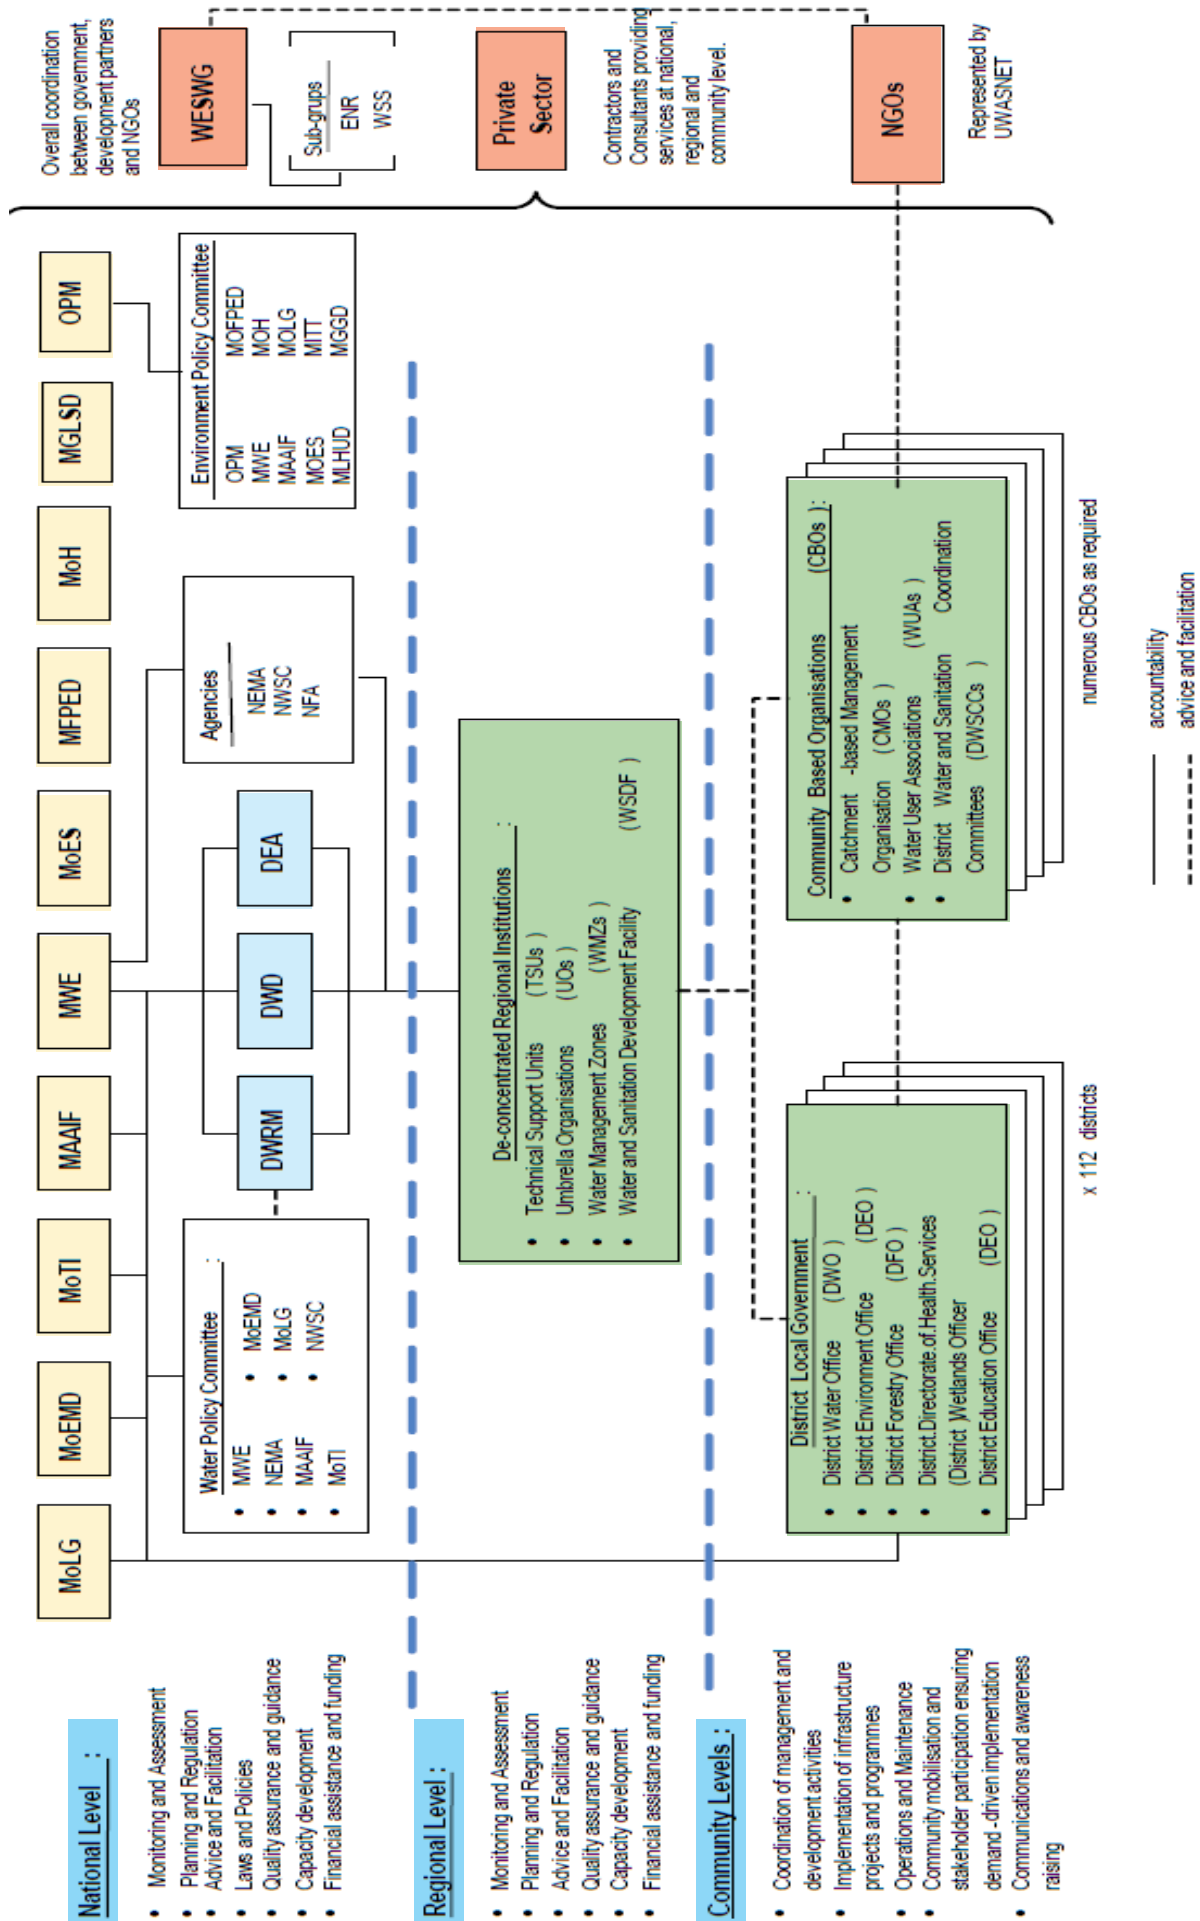 National Level :
Monitoring and Assessment
Planning and Regulation
Advice and Facilitation
Laws and Policies
Quality assurance and guidance
Capacity development
Financial assistance and funding
MoLG
MoEMD
MoTI
MAAIF
MWE
MoES
MFPED
MoH
MGLSD
OPM
Water Policy Committee :
MWE
NEMA
MAAIF
MoTI
MoEMD
MoLG
NWSC
DWRM
DWD
DEA
Agencies
NEMA
NWSC
NFA
Environment Policy Committee
OPM MOFPED
MWE MOH
MAAIF MOLG
MOES MITT
MLHUD MGGD
Regional Level :
Monitoring and Assessment
Planning and Regulation
Advice and Facilitation
Quality assurance and guidance
Capacity development
Financial assistance and funding
De-concentrated Regional Institutions :
Technical Support Units (TSUs )
Umbrella Organisations (UOs )
Water Management Zones (WMZs )
Water and Sanitation Development Facility (WSDF )
Community Levels :
Coordination of management and
development activities
Implementation of infrastructure
projects and programmes
Operations and Maintenance
Community mobilisation and
stakeholder participation ensuring
demand -driven implementation
Communications and awareness
raising
District Local Government :
District Water Office (DWO )
District Environment Office (DEO )
District Forestry Office (DFO )
District.Directorate.of.Health.Services
(District )Wetlands Officer
District Education Office (DEO )
x 112 districts
Community Based Organisations (CBOs ):
Catchment -based Management
Organisation (CMOs )
Water User Associations (WUAs )
District Water and Sanitation Coordination
Committees (DWSCCs )
numerous CBOs as required
accountability
advice and facilitation
Overall coordination
between government,
development partners
and NGOs
WESWG
Sub-grups
ENR
WSS
Private
Sector
Contractors and
Consultants providing
services at national,
regional and
community level.
NGOs
Represented by
UWASNET